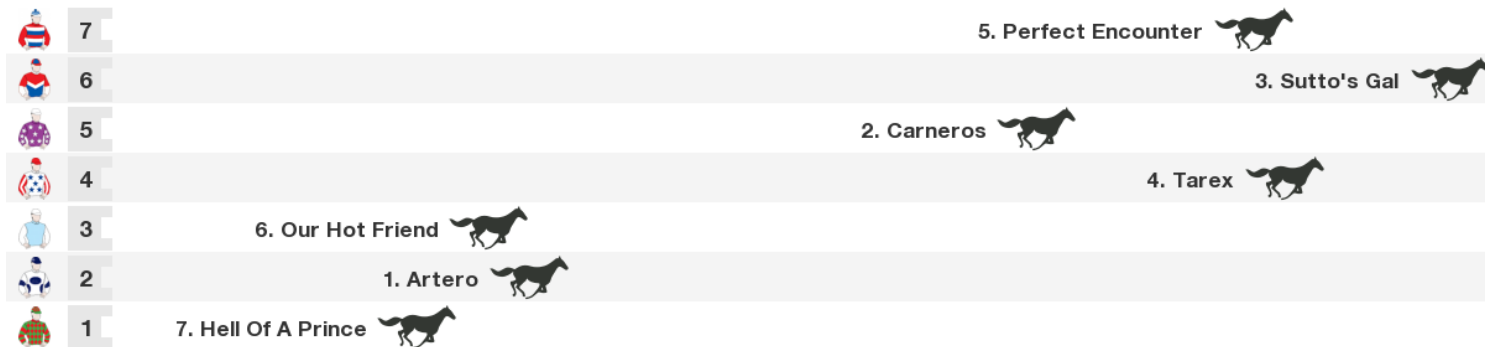 7 5. Perfect Encounter
6 3. Sutto's Gal
5 2. Carneros
4 4. Tarex
3 6. Our Hot Friend
2 1. Artero
1 7. Hell Of A Prince